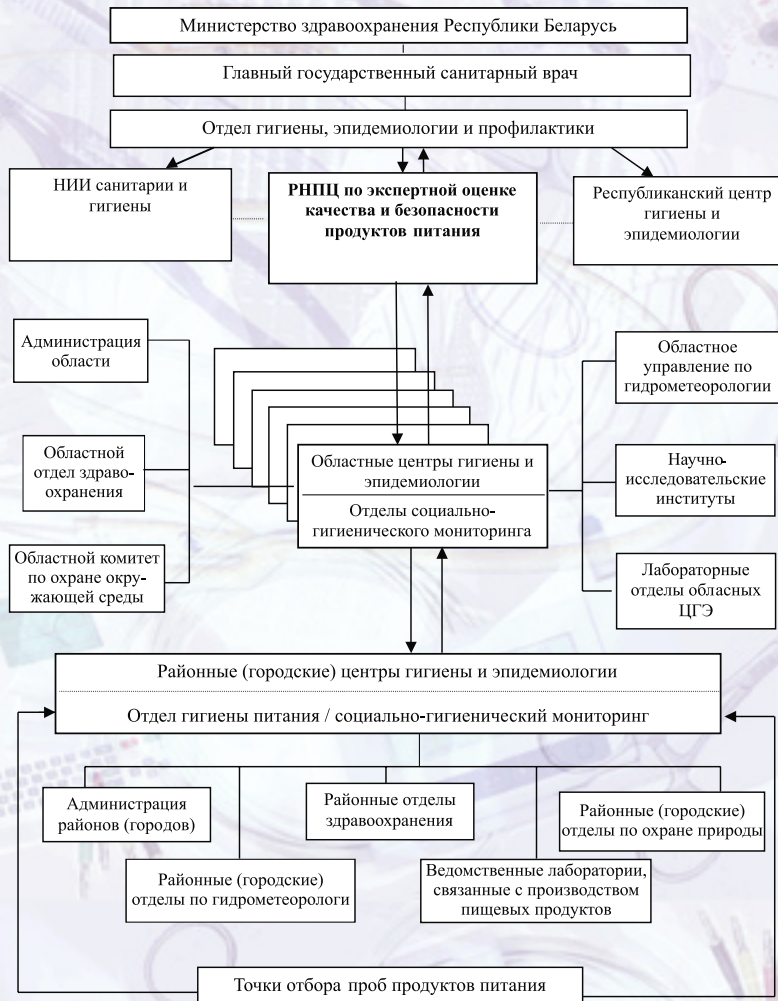 Министерство здравоохранения Республики Беларусь
Главный государственный санитарный врач
Отдел гигиены, эпидемиологии и профилактики
НИИ санитарии и
гигиены
РНПЦ по экспертной оценке
качества и безопасности
продуктов питания
Республиканский центр
гигиены и
эпидемиологии
Администрация
области
Областной
отдел здраво-
охранения
Областной комитет
по охране окру-
жающей среды
Областные центры гигиены и
эпидемиологии
Отделы социально-
гигиенического мониторинга
Областное
управление по
гидрометеорологии
Научно-
исследовательские
институты
Лабораторные
отделы обласных
ЦГЭ
Районные (городские) центры гигиены и эпидемиологии
Отдел гигиены питания / социально-гигиенический мониторинг
Администрация
районов (городов)
Районные (городские)
отделы по гидрометеорологи
Районные отделы
здравоохранения
Ведомственные лаборатории,
связанные с производством
пищевых продуктов
Районные (городские)
отделы по охране природы
Точки отбора проб продуктов питания